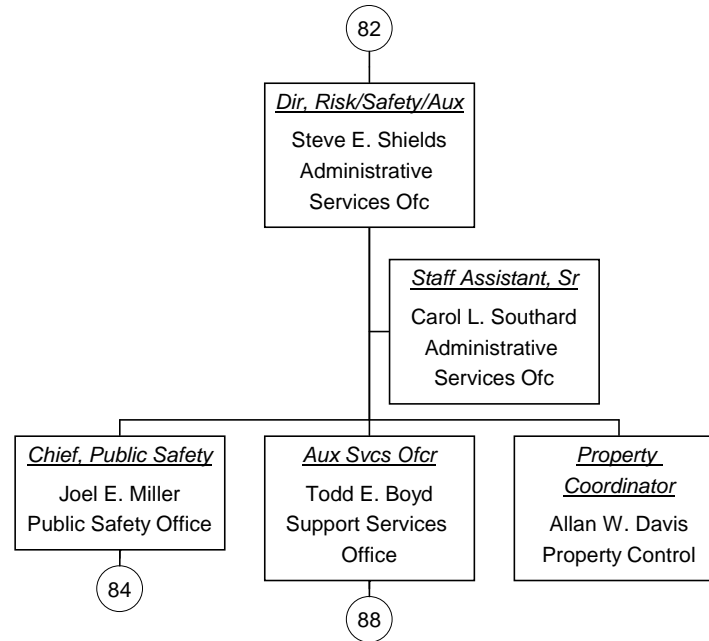 82
Dir, Risk/Safety/Aux
Steve E. Shields
Administrative
Services Ofc
Staff Assistant, Sr
Carol L. Southard
Administrative
Services Ofc
Chief, Public Safety
Joel E. Miller
Public Safety Office
84
Aux Svcs Ofcr
Todd E. Boyd
Support Services
Office
88
Property
Coordinator
Allan W. Davis
Property Control